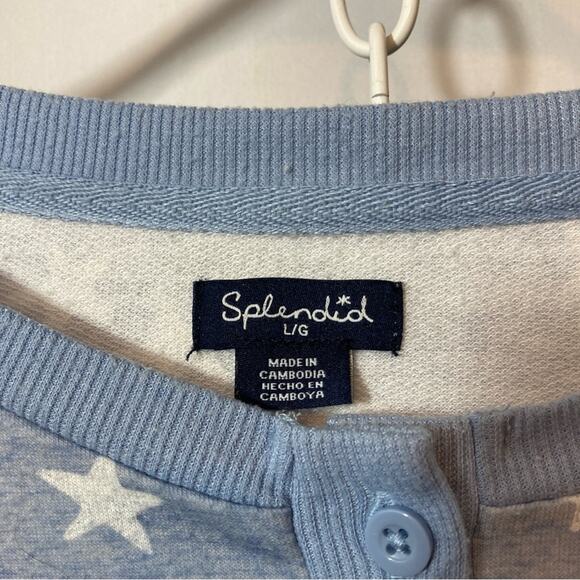 Splendid
L/G
MADE IN
CAMBODIA
HECHO EN
CAMBOYA